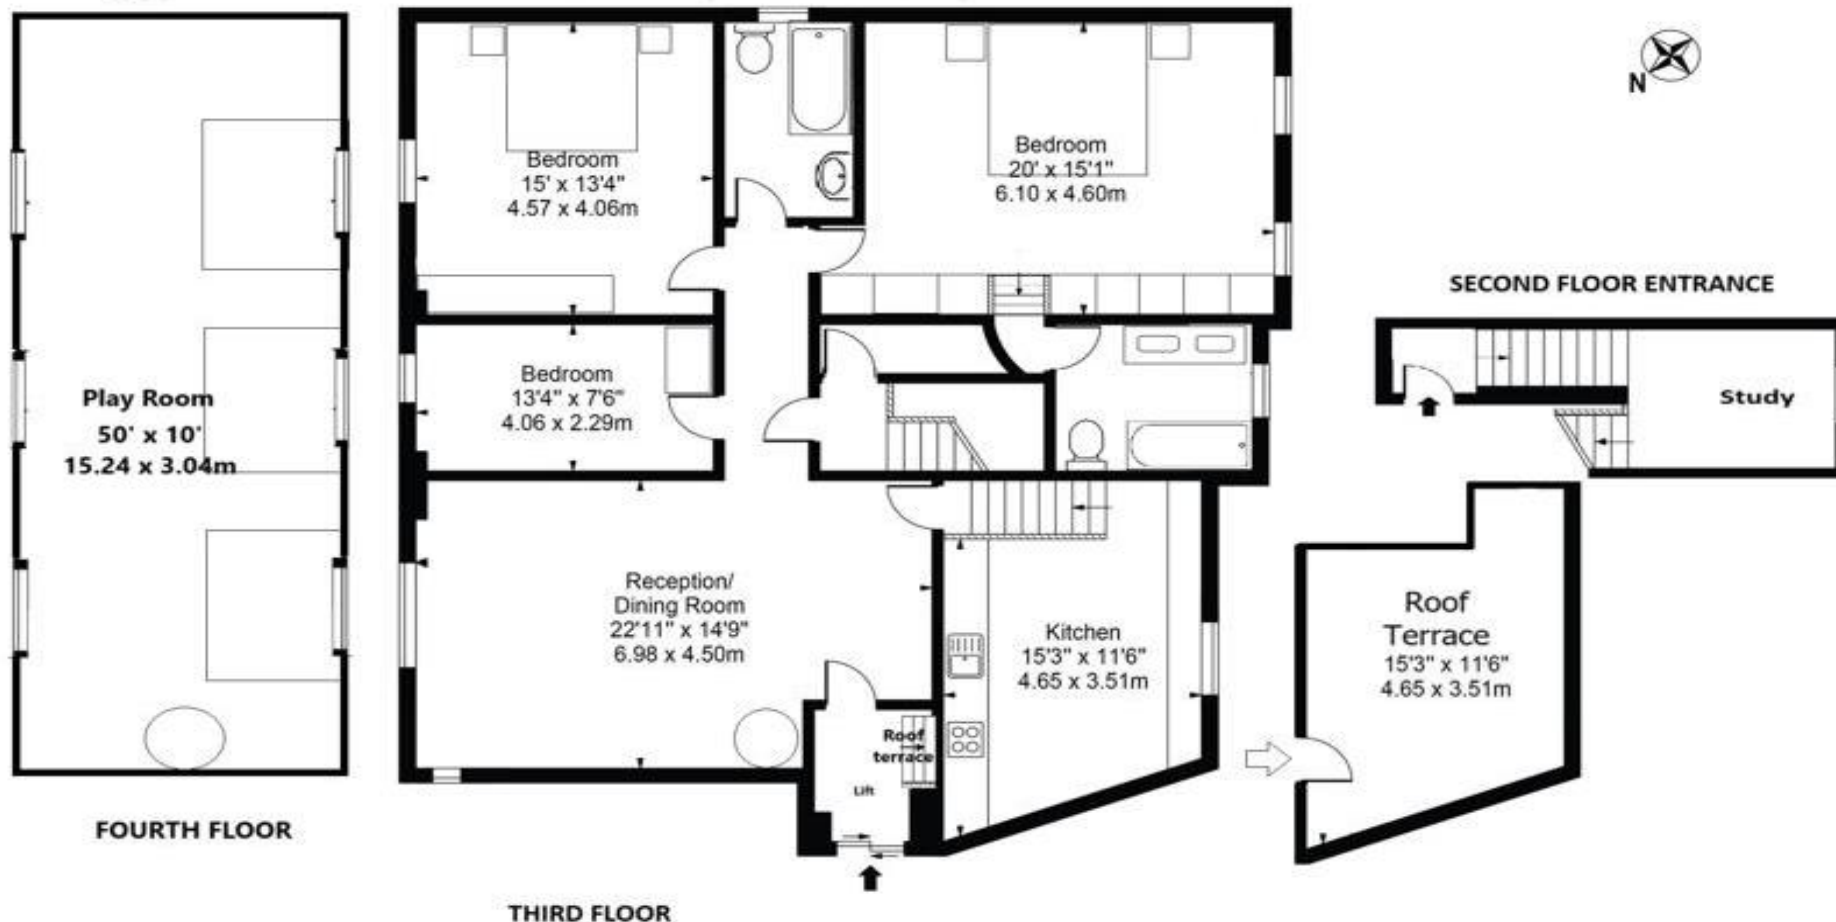 N
Bedroom
15' x 13'4"
4.57 x 4.06m
Bedroom
20' x 15'1"
6.10 x 4.60m
SECOND FLOOR ENTRANCE
Study
Play Room
50' x 10'
15.24 x 3.04m
Bedroom
13'4" x 7'6"
4.06 x 2.29m
Reception/
Dining Room
22'11" x 14'9"
6.98 x 4.50m
Kitchen
15'3" x 11'6"
4.65 x 3.51m
Roof
Terrace
15'3" x 11'6"
4.65 x 3.51m
Roof
terrace
Lift
FOURTH FLOOR
THIRD FLOOR